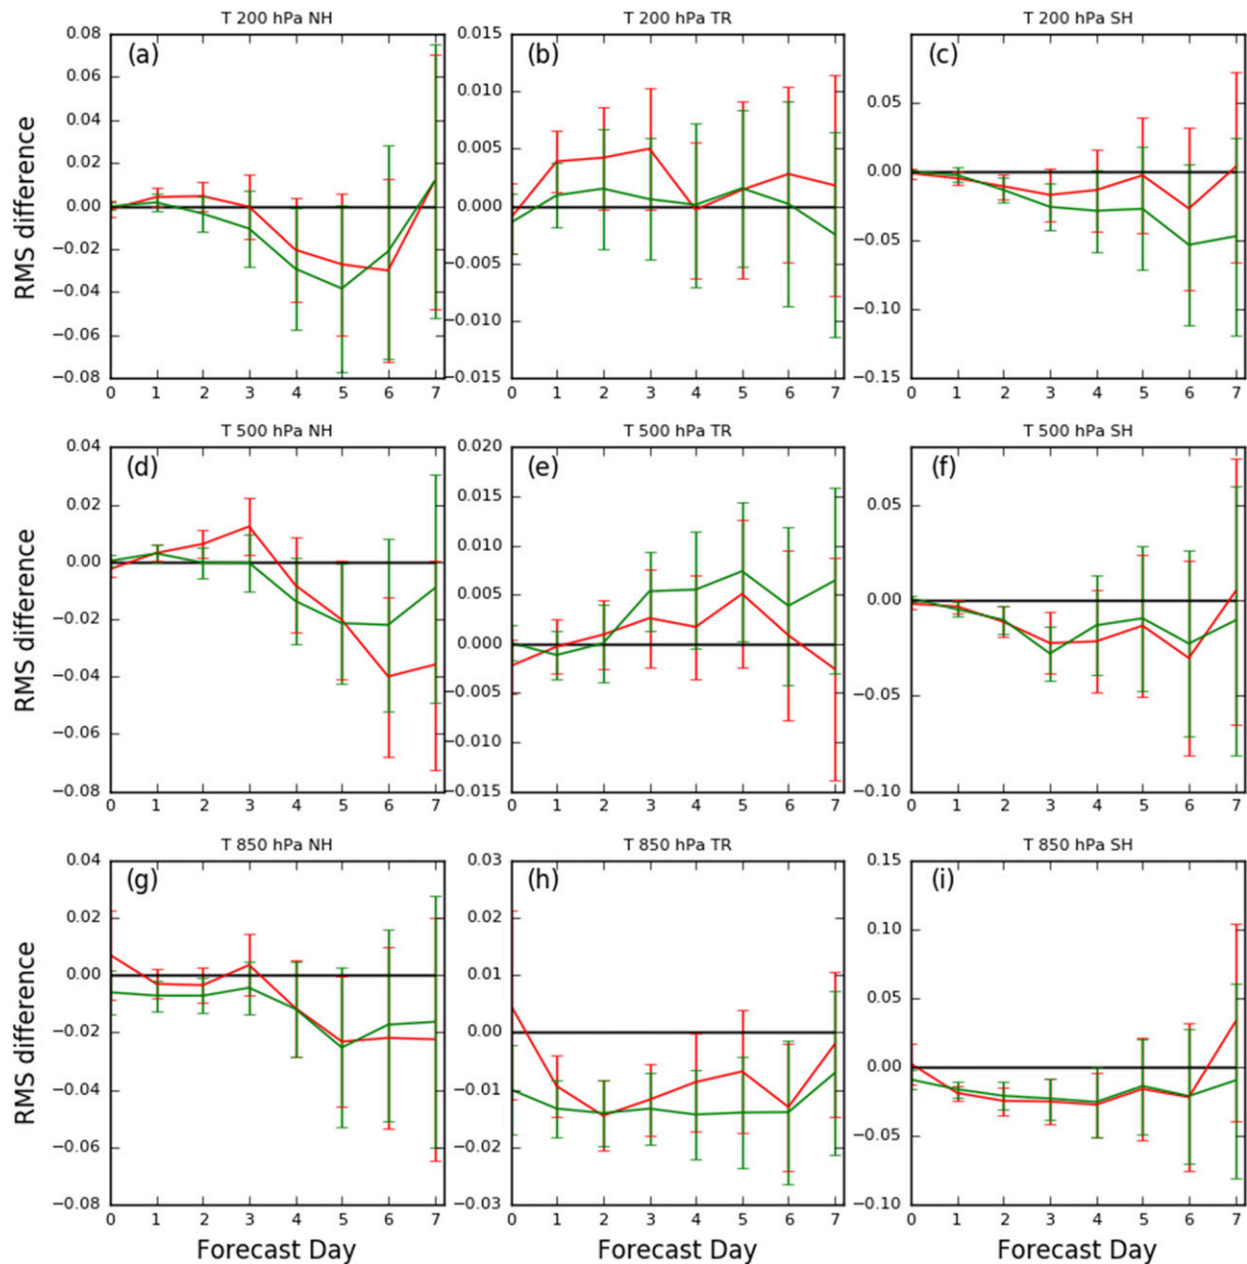 T 200 hPa NH
T 200 hPa TR
T 200 hPa SH
(a)
(b)
(c)
RMS difference
0.08
0.06
0.04
0.02
0.00
−0.02
−0.04
−0.06
−0.08
0.015
0.010
0.005
0.000
−0.005
−0.010
−0.015
0.05
0.00
−0.05
−0.10
−0.15
0 1 2 3 4 5 6 7
0 1 2 3 4 5 6 7
0 1 2 3 4 5 6 7
T 500 hPa NH
T 500 hPa TR
T 500 hPa SH
(d)
(e)
(f)
RMS difference
0.04
0.02
0.00
−0.02
−0.04
−0.06
−0.08
0.020
0.015
0.010
0.005
0.000
−0.005
−0.010
−0.015
0.05
0.00
−0.05
−0.10
0 1 2 3 4 5 6 7
0 1 2 3 4 5 6 7
0 1 2 3 4 5 6 7
T 850 hPa NH
T 850 hPa TR
T 850 hPa SH
(g)
(h)
(i)
RMS difference
0.04
0.02
0.00
−0.02
−0.04
−0.06
−0.08
0.03
0.02
0.01
0.00
−0.01
−0.02
−0.03
0.15
0.10
0.05
0.00
−0.05
−0.10
0 1 2 3 4 5 6 7
0 1 2 3 4 5 6 7
0 1 2 3 4 5 6 7
Forecast Day
Forecast Day
Forecast Day